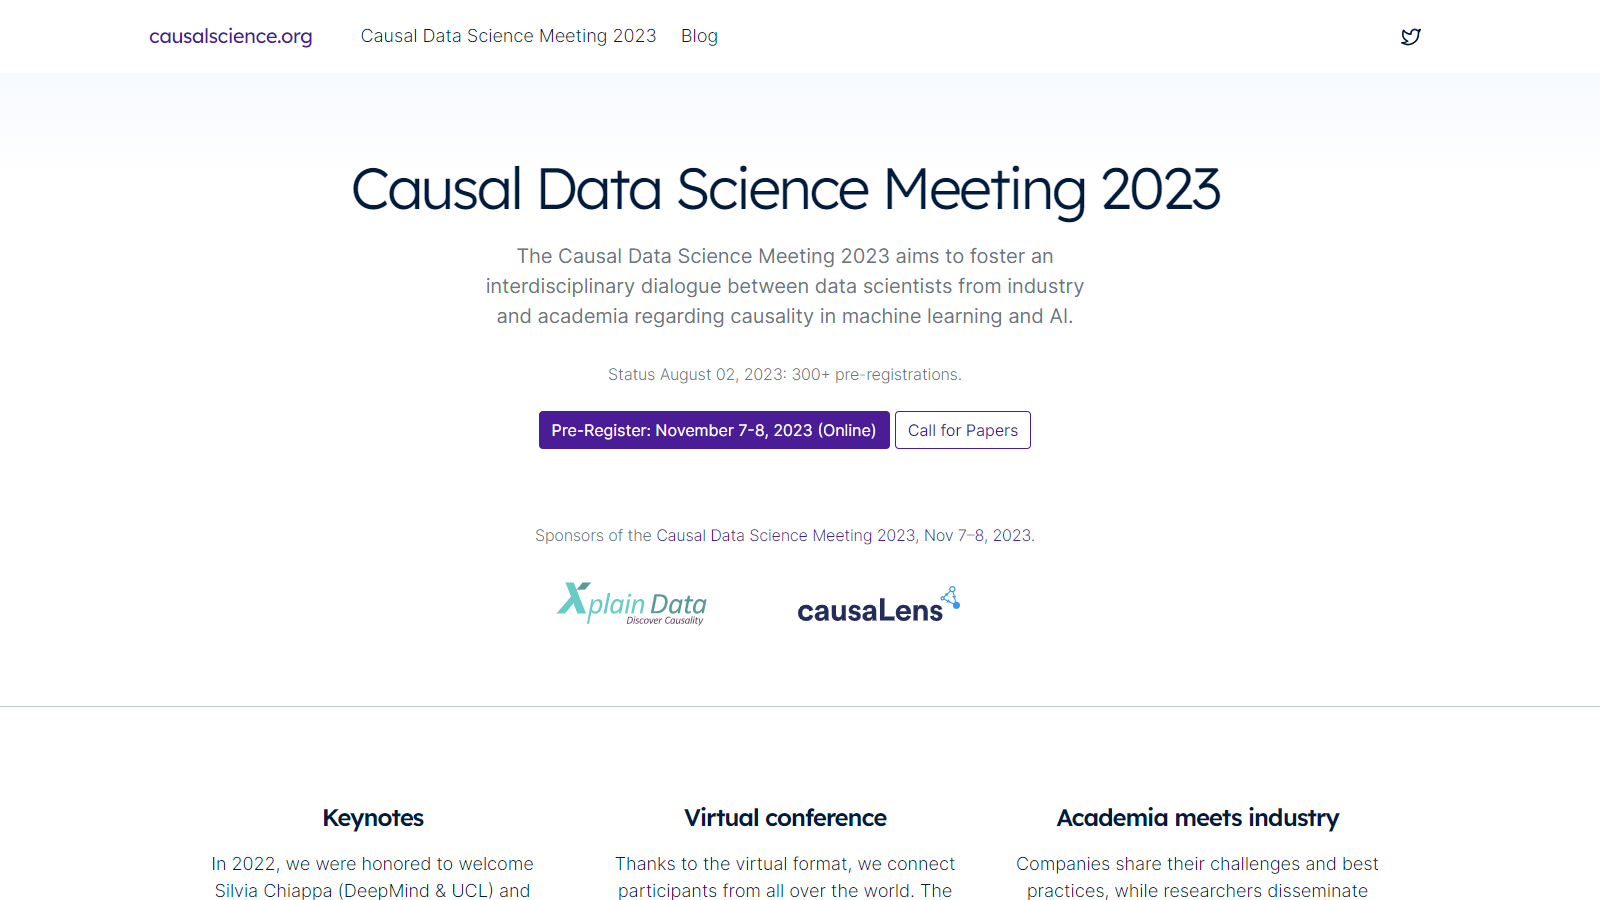 causalscience.org
Causal Data Science Meeting 2023
Blog
Causal Data Science Meeting 2023
The Causal Data Science Meeting 2023 aims to foster an
interdisciplinary dialogue between data scientists from industry
and academia regarding causality in machine learning and AI.
Status August 02, 2023: 300+ pre-registrations.
Pre-Register: November 7-8, 2023 (Online)
Call for Papers
Sponsors of the Causal Data Science Meeting 2023, Nov 7–8, 2023.
Xplain Data
Discover Causality
causaLens
Keynotes
In 2022, we were honored to welcome
Silvia Chiappa (DeepMind & UCL) and
Virtual conference
Thanks to the virtual format, we connect
participants from all over the world. The
Academia meets industry
Companies share their challenges and best
practices, while researchers disseminate